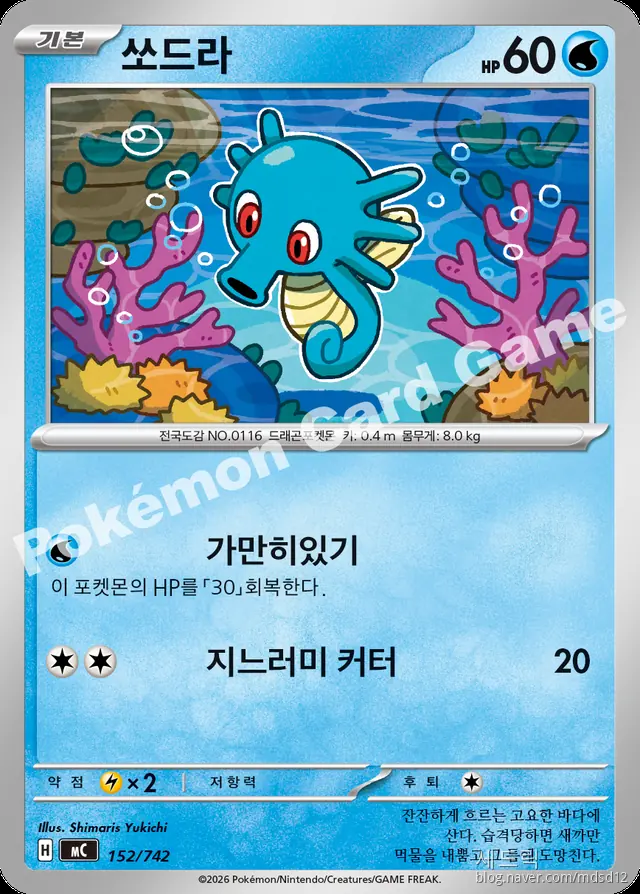 기본
쏘드라
HP 60
전국도감 NO.0116 드래곤포켓몬 키: 0.4 m 몸무게: 8.0 kg
Pokémon Card Game
가만히있기
이 포켓몬의 HP를 「30」회복한다.
지느러미 커터 20
약점 ×2 저항력 후퇴
Illus. Shimaris Yukichi
H MC 152/742
잔잔하게 흐르는 고요한 바다에
산다. 습격당하면 새까만
먹물을 내뿜고 그 틈에 도망친다.
©2026 Pokémon/Nintendo/Creatures/GAME FREAK.
blog.naver.com/mdsd12